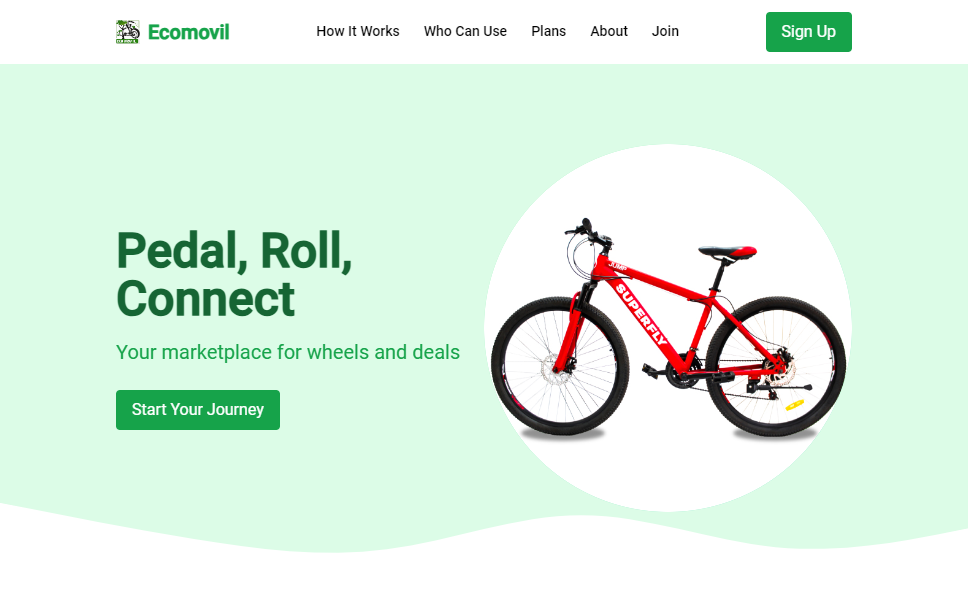 Ecomovil
How It Works
Who Can Use
Plans
About
Join
Sign Up
Pedal, Roll,
Connect
Your marketplace for wheels and deals
Start Your Journey
SUPERFLY